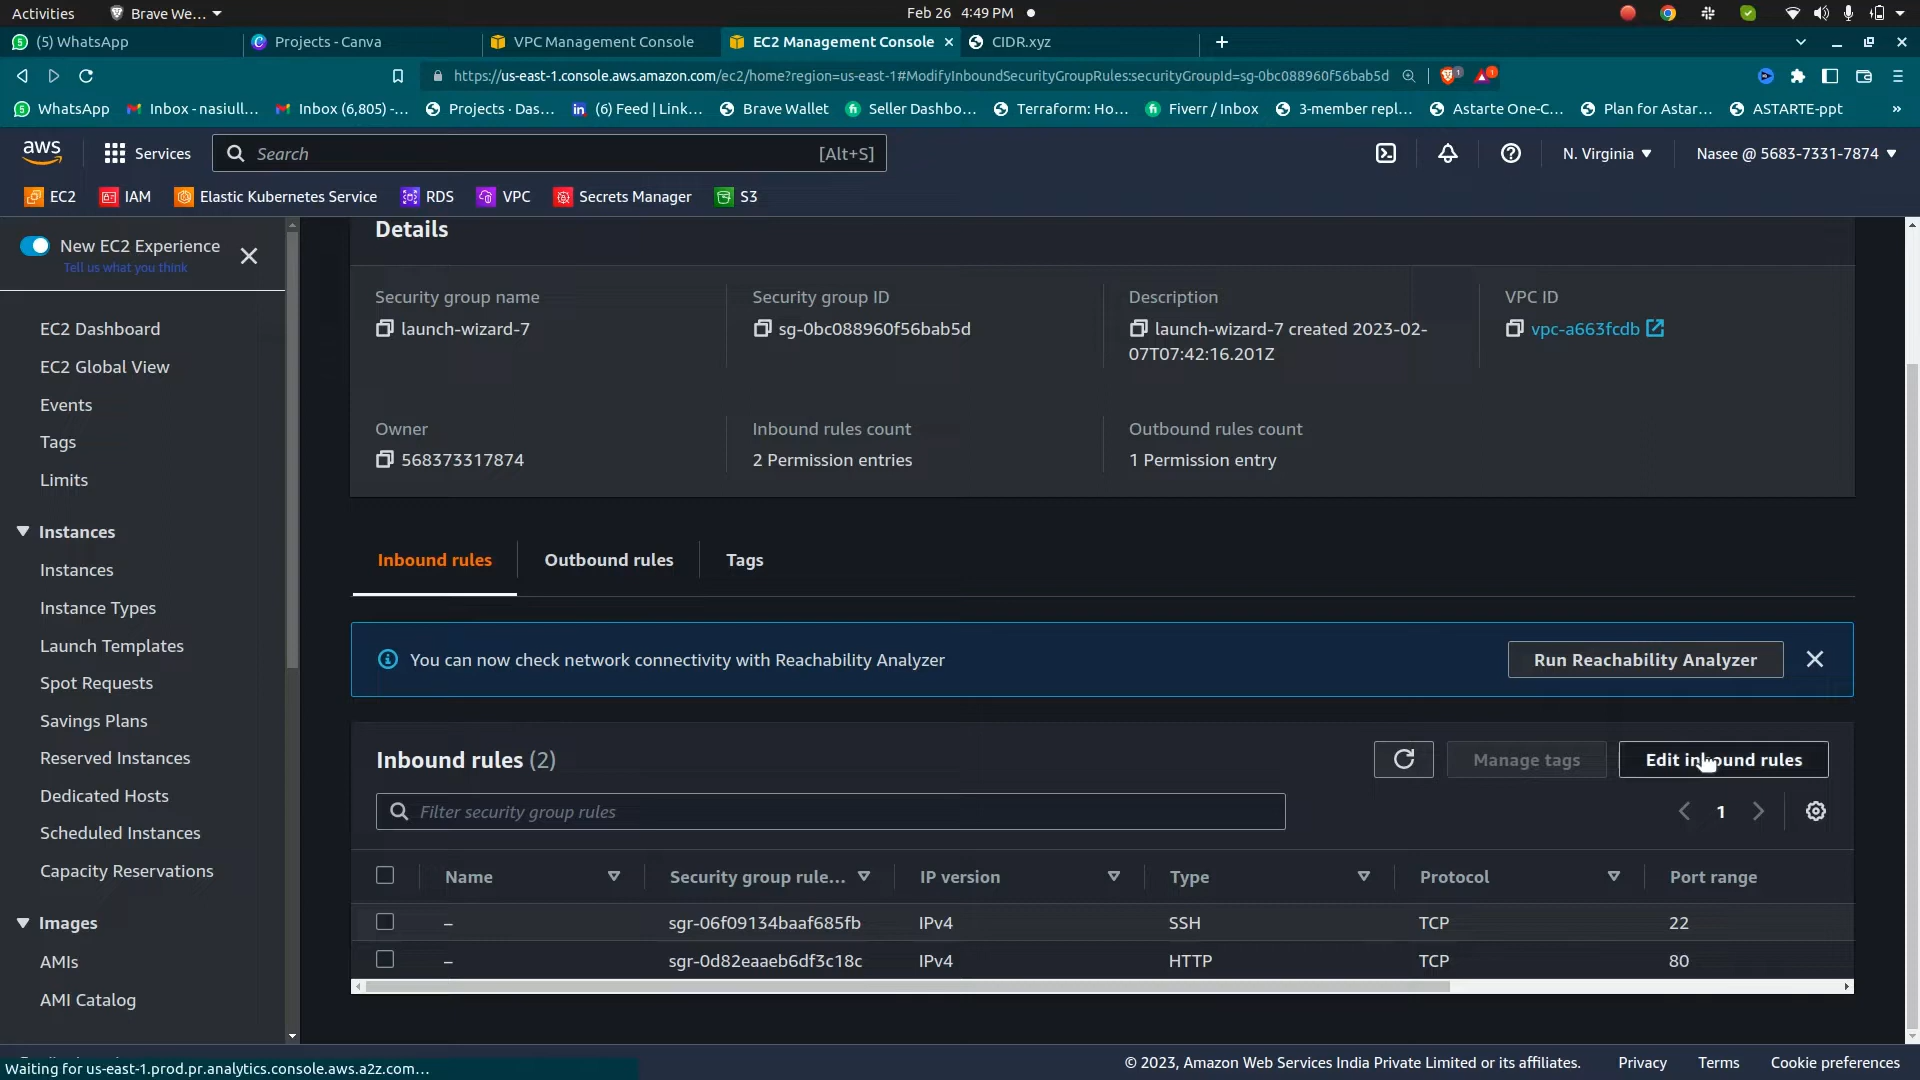 Activities
Brave We...
Feb 26 4:49 PM
(5) WhatsApp
Projects - Canva
VPC Management Console
EC2 Management Console
CIDR.xyz
https://us-east-1.console.aws.amazon.com/ec2/home?region=us-east-1#ModifyInboundSecurityGroupRules:securityGroupId=sg-0bc088960f56bab5d
1
1
WhatsApp
Inbox - nasiull...
Inbox (6,805) -...
Projects · Das...
(6) Feed | Link...
Brave Wallet
Seller Dashbo...
Terraform: Ho...
Fiverr / Inbox
3-member repl...
Astarte One-C...
Plan for Astar...
ASTARTE-ppt
»
aws
Services
Search
[Alt+S]
N. Virginia
Nasee @ 5683-7331-7874
EC2
IAM
Elastic Kubernetes Service
RDS
VPC
Secrets Manager
S3
New EC2 Experience
Tell us what you think
EC2 Dashboard
EC2 Global View
Events
Tags
Limits
Instances
Instances
Instance Types
Launch Templates
Spot Requests
Savings Plans
Reserved Instances
Dedicated Hosts
Scheduled Instances
Capacity Reservations
Images
AMIs
AMI Catalog
Details
Security group name
launch-wizard-7
Security group ID
sg-0bc088960f56bab5d
Description
launch-wizard-7 created 2023-02-
07T07:42:16.201Z
VPC ID
vpc-a663fcdb
Owner
568373317874
Inbound rules count
2 Permission entries
Outbound rules count
1 Permission entry
Inbound rules
Outbound rules
Tags
You can now check network connectivity with Reachability Analyzer
Run Reachability Analyzer
Inbound rules (2)
Manage tags
Edit inbound rules
Filter security group rules
1
Name
Security group rule...
IP version
Type
Protocol
Port range
– sgr-06f09134baaf685fb IPv4 SSH TCP 22
– sgr-0d82eaaeb6df3c18c IPv4 HTTP TCP 80
Waiting for us-east-1.prod.pr.analytics.console.aws.a2z.com...
© 2023, Amazon Web Services India Private Limited or its affiliates.
Privacy
Terms
Cookie preferences